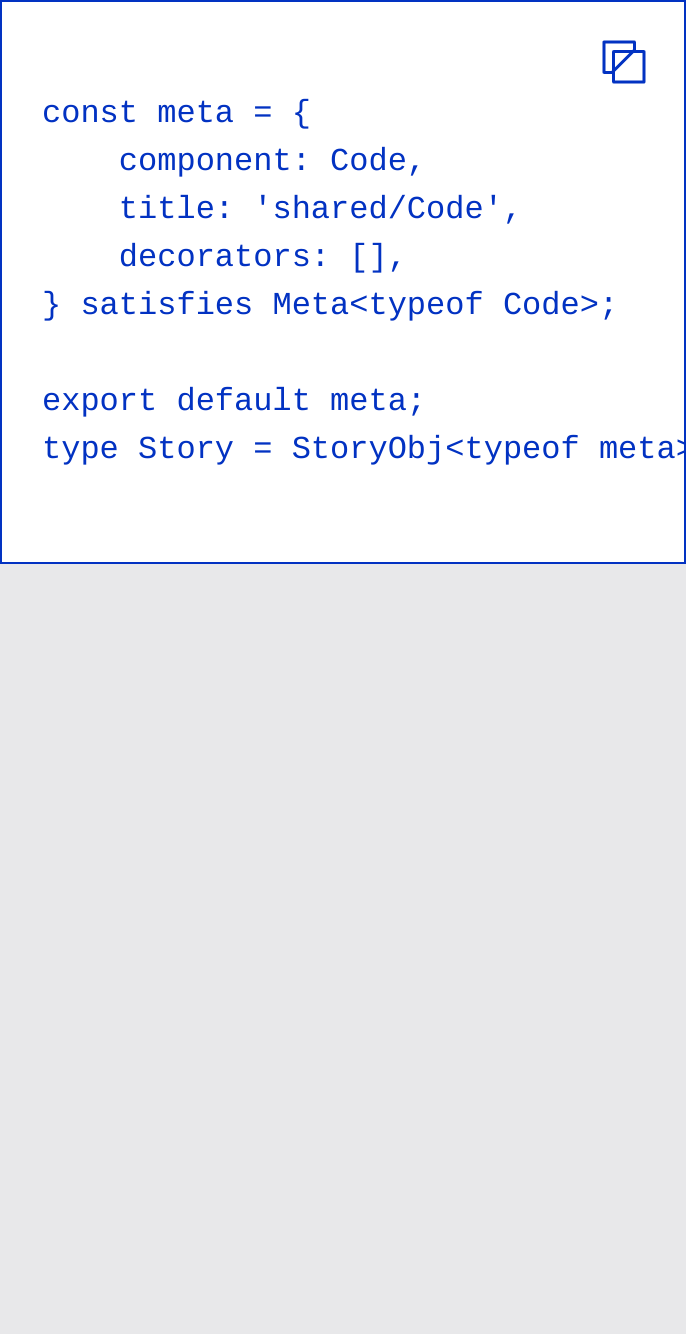 const meta = {
    component: Code,
    title: 'shared/Code',
    decorators: [],
} satisfies Meta<typeof Code>;

export default meta;
type Story = StoryObj<typeof meta>